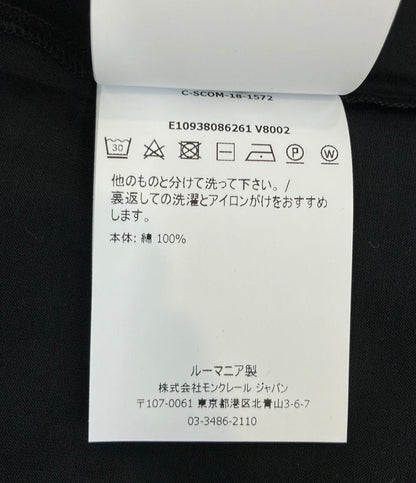 C-SCOM-18-1572
E10938086261 V8002
30 P W
他のものと分けて洗って下さい。/
裏返しての洗濯とアイロンがけをおすすめ
します。
本体: 綿 100%
ルーマニア製
株式会社モンクレール ジャパン
〒107-0061 東京都港区北青山3-6-7
03-3486-2110